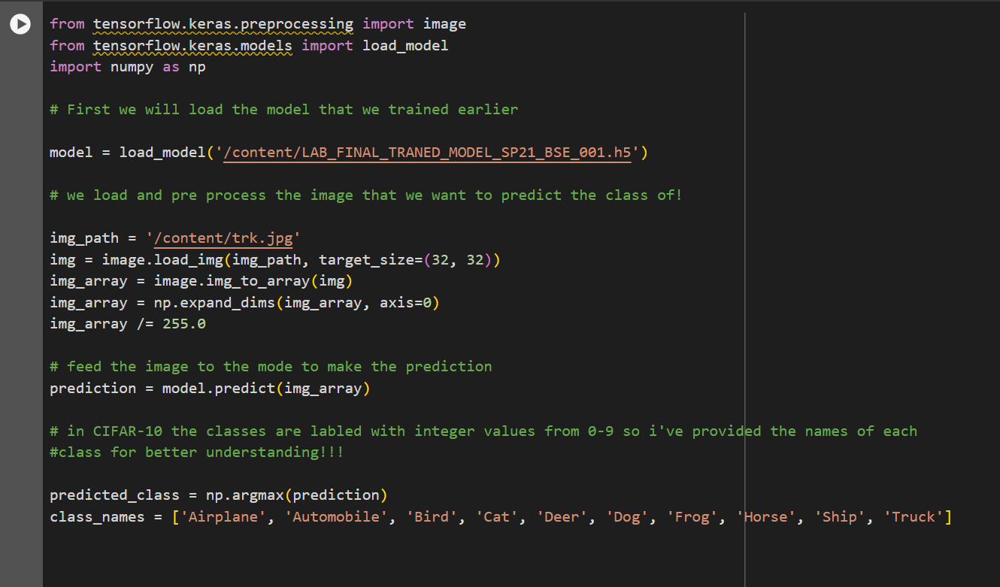 from tensorflow.keras.preprocessing import image
from tensorflow.keras.models import load_model
import numpy as np
# First we will load the model that we trained earlier
model = load_model('/content/LAB_FINAL_TRANED_MODEL_SP21_BSE_001.h5')
# we load and pre process the image that we want to predict the class of!
img_path = '/content/trk.jpg'
img = image.load_img(img_path, target_size=(32, 32))
img_array = image.img_to_array(img)
img_array = np.expand_dims(img_array, axis=0)
img_array /= 255.0
# feed the image to the mode to make the prediction
prediction = model.predict(img_array)
# in CIFAR-10 the classes are labled with integer values from 0-9 so i've provided the names of each
#class for better understanding!!!
predicted_class = np.argmax(prediction)
class_names = ['Airplane', 'Automobile', 'Bird', 'Cat', 'Deer', 'Dog', 'Frog', 'Horse', 'Ship', 'Truck']